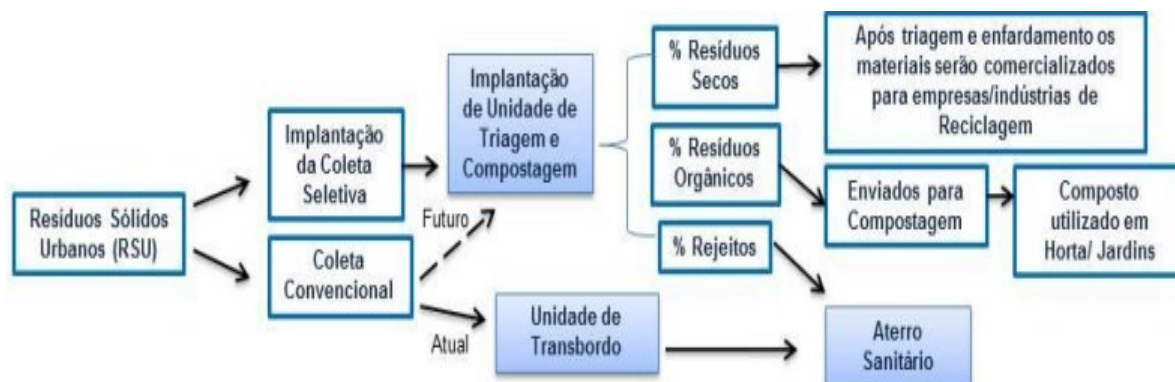 Resíduos Sólidos
Urbanos (RSU)
Implantação
da Coleta
Seletiva
Coleta
Convencional
Futuro
Atual
Implantação
de Unidade de
Triagem e
Compostagem
Unidade de
Transbordo
% Resíduos
Secos
% Resíduos
Orgânicos
% Rejeitos
Após triagem e enfardamento os
materiais serão comercializados
para empresas/indústrias de
Reciclagem
Enviados para
Compostagem
Composto
utilizado em
Horta/ Jardins
Aterro
Sanitário